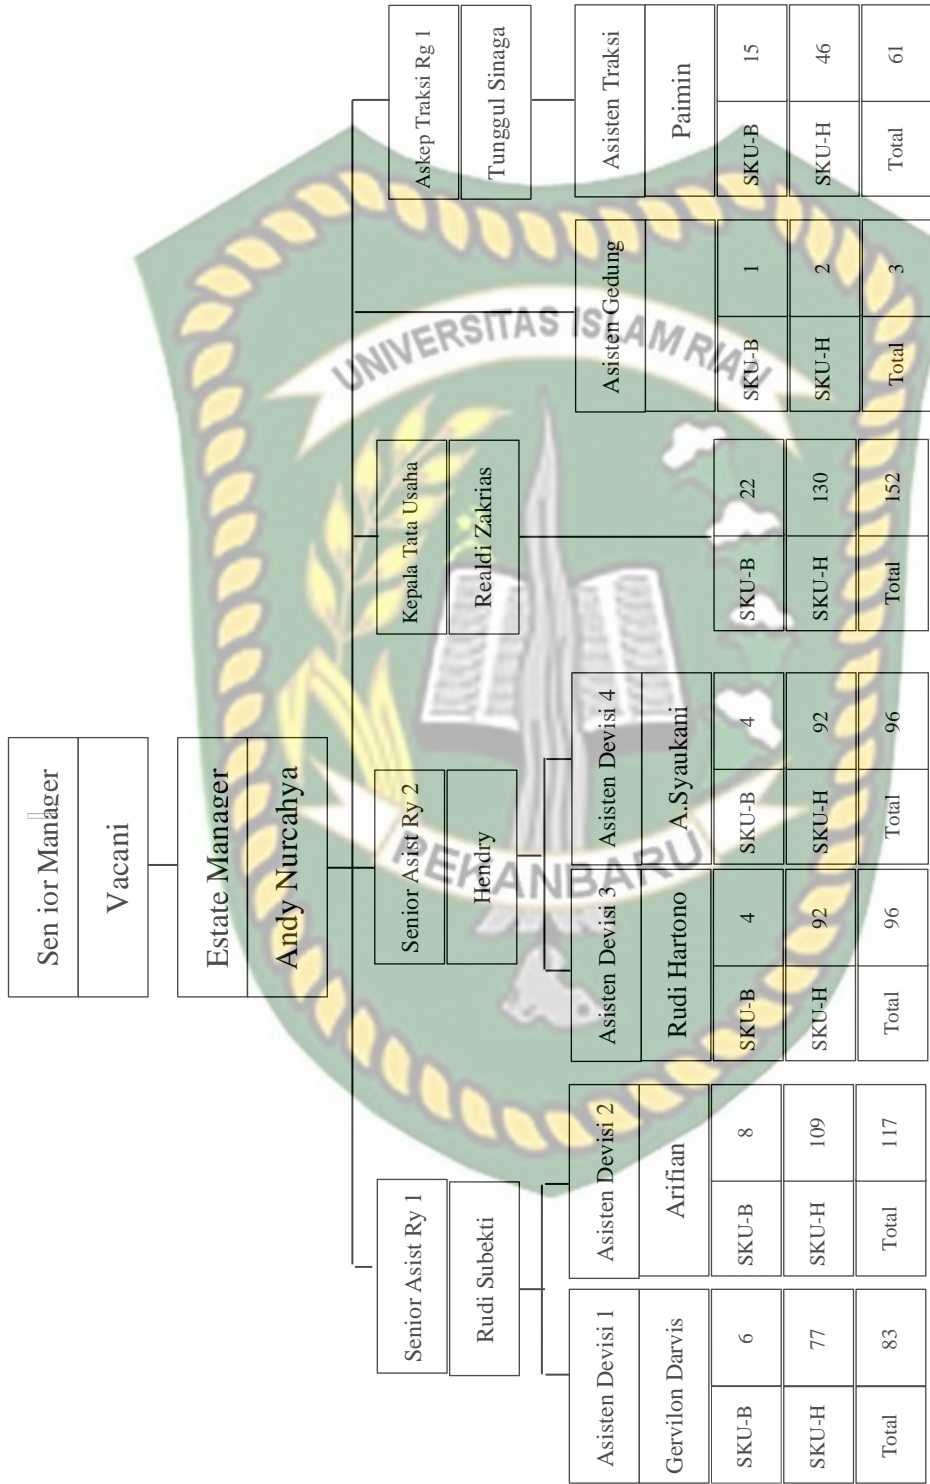 Sen ior Manager
Vacani
Estate Manager
Andy Nurcahya
Senior Asist Ry 1
Rudi Subekti
Senior Asist Ry 2
Hendry
Kepala Tata Usaha
Realdi Zakrias
Askep Traksi Rg 1
Tunggul Sinaga
Asisten Devisi 1
Gervilon Darvis
SKU-B 6
SKU-H 77
Total 83
Asisten Devisi 2
Arifian
SKU-B 8
SKU-H 109
Total 117
Asisten Devisi 3
Rudi Hartono
SKU-B 4
SKU-H 92
Total 96
Asisten Devisi 4
A.Syaukani
SKU-B 4
SKU-H 92
Total 96
SKU-B 22
SKU-H 130
Total 152
Asisten Gedung
SKU-B 1
SKU-H 2
Total 3
Asisten Traksi
Paimin
SKU-B 15
SKU-H 46
Total 61
UNIVERSITAS ISLAM RIAU
PEKANBARU